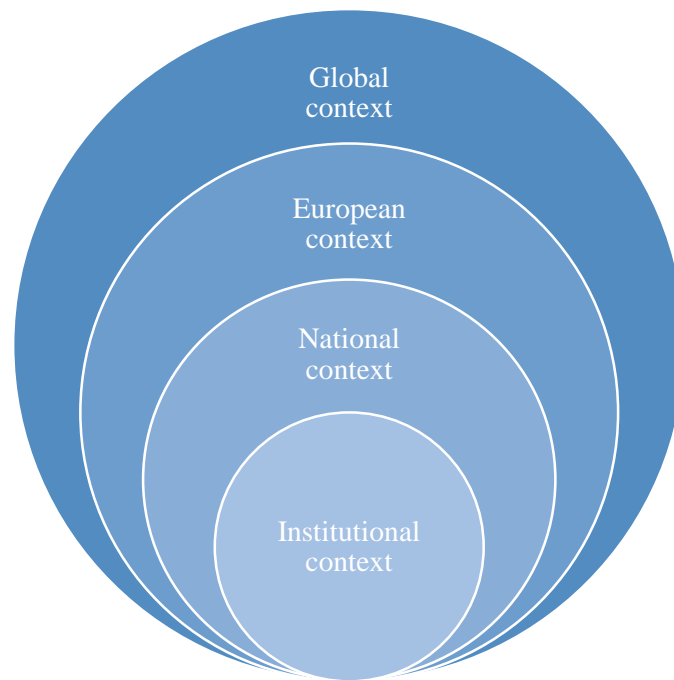 Global
context
European
context
National
context
Institutional
context